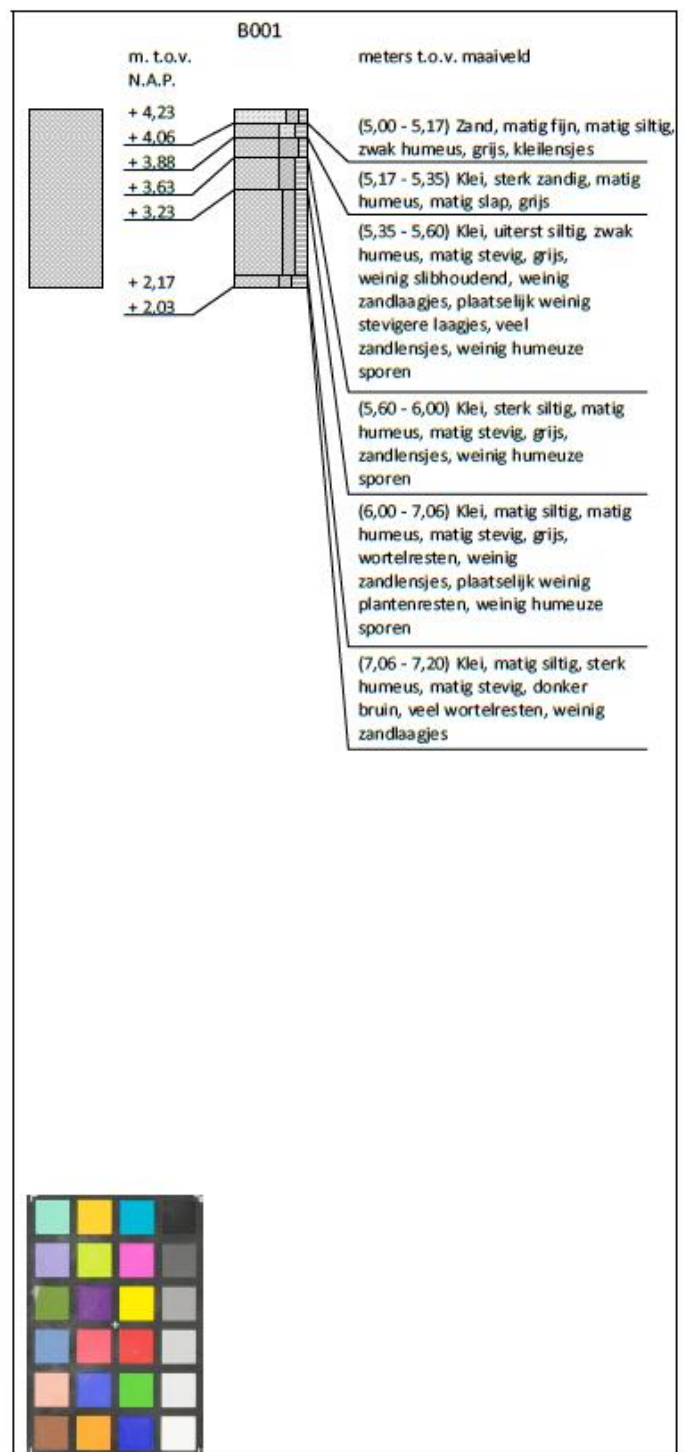 B001
m. t.o.v.
N.A.P.
meters t.o.v. maaiveld
+ 4,23
+ 4,06
+ 3,88
+ 3,63
+ 3,23
+ 2,17
+ 2,03
(5,00 - 5,17) Zand, matig fijn, matig siltig,
zwak humeus, grijs, kleilensjes
(5,17 - 5,35) Klei, sterk zandig, matig
humeus, matig slap, grijs
(5,35 - 5,60) Klei, uiterst siltig, zwak
humeus, matig stevig, grijs,
weinig slibhoudend, weinig
zandlaagjes, plaatselijk weinig
stevigere laagjes, veel
zandlensjes, weinig humeuze
sporen
(5,60 - 6,00) Klei, sterk siltig, matig
humeus, matig stevig, grijs,
zandlensjes, weinig humeuze
sporen
(6,00 - 7,06) Klei, matig siltig, matig
humeus, matig stevig, grijs,
wortelresten, weinig
zandlensjes, plaatselijk weinig
plantenresten, weinig humeuze
sporen
(7,06 - 7,20) Klei, matig siltig, sterk
humeus, matig stevig, donker
bruin, veel wortelresten, weinig
zandlaagjes